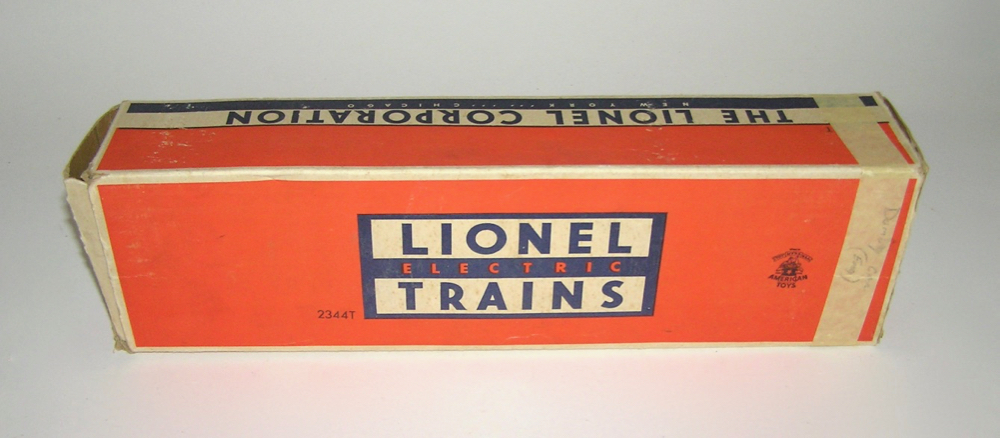 NEW YORK ..... CHICAGO
THE LIONEL CORPORATION
LIONEL
ELECTRIC
TRAINS
2344T
AMERICAN
TOYS